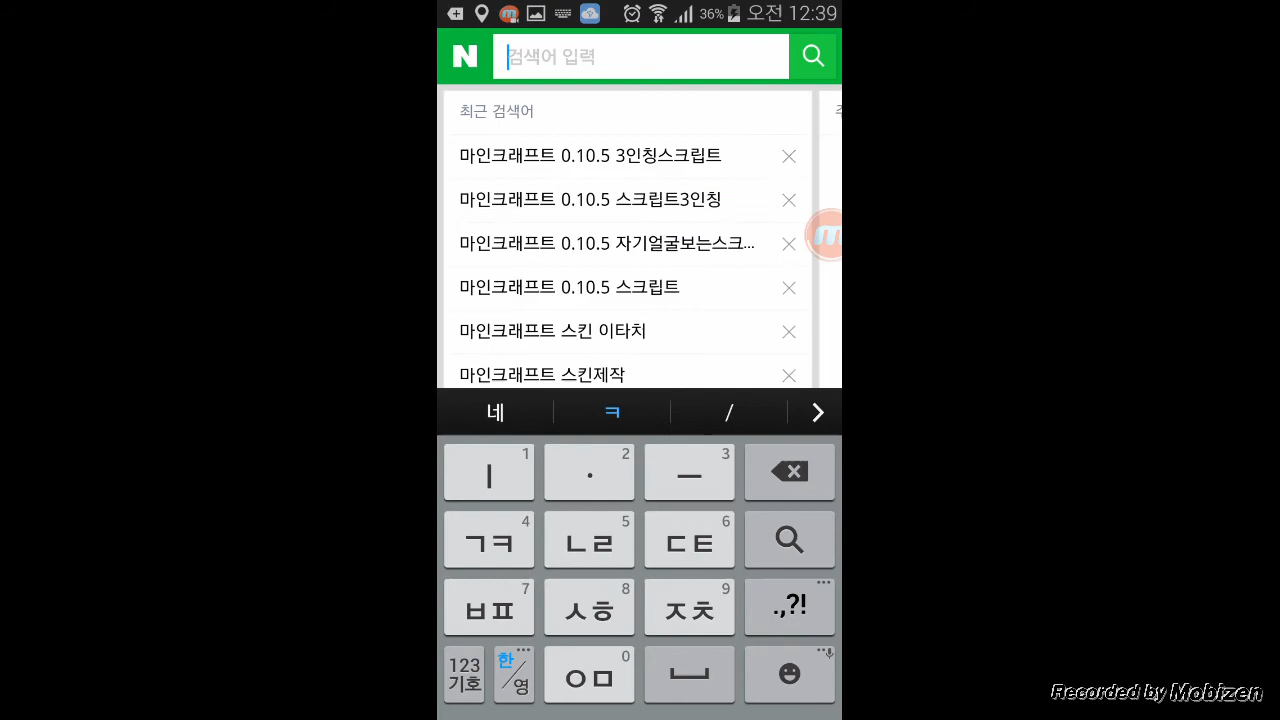 36% 오전 12:39
N 검색어 입력
최근 검색어
마인크래프트 0.10.5 3인칭스크립트
마인크래프트 0.10.5 스크립트3인칭
마인크래프트 0.10.5 자기얼굴보는스크...
마인크래프트 0.10.5 스크립트
마인크래프트 스킨 이타치
마인크래프트 스킨제작
네 ㅋ /
ㅣ 1 · 2 ㅡ 3
ㄱㅋ 4 ㄴㄹ 5 ㄷㅌ 6
ㅂㅍ 7 ㅅㅎ 8 ㅈㅊ 9 .,?!
123 기호 한/영 ㅇㅁ 0
Recorded by Mobizen